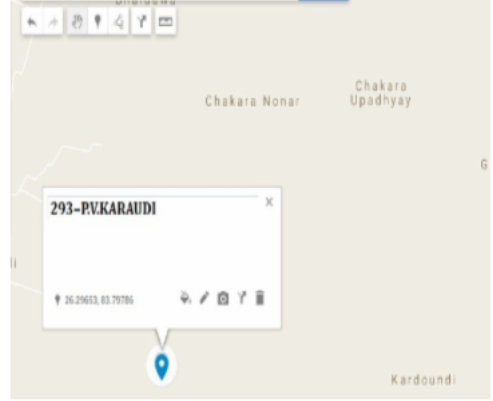 Chakara Nonar
Chakara
Upadhyay
G
293-P.V.KARAUDI
26.29653, 83.79786
Kardoundi